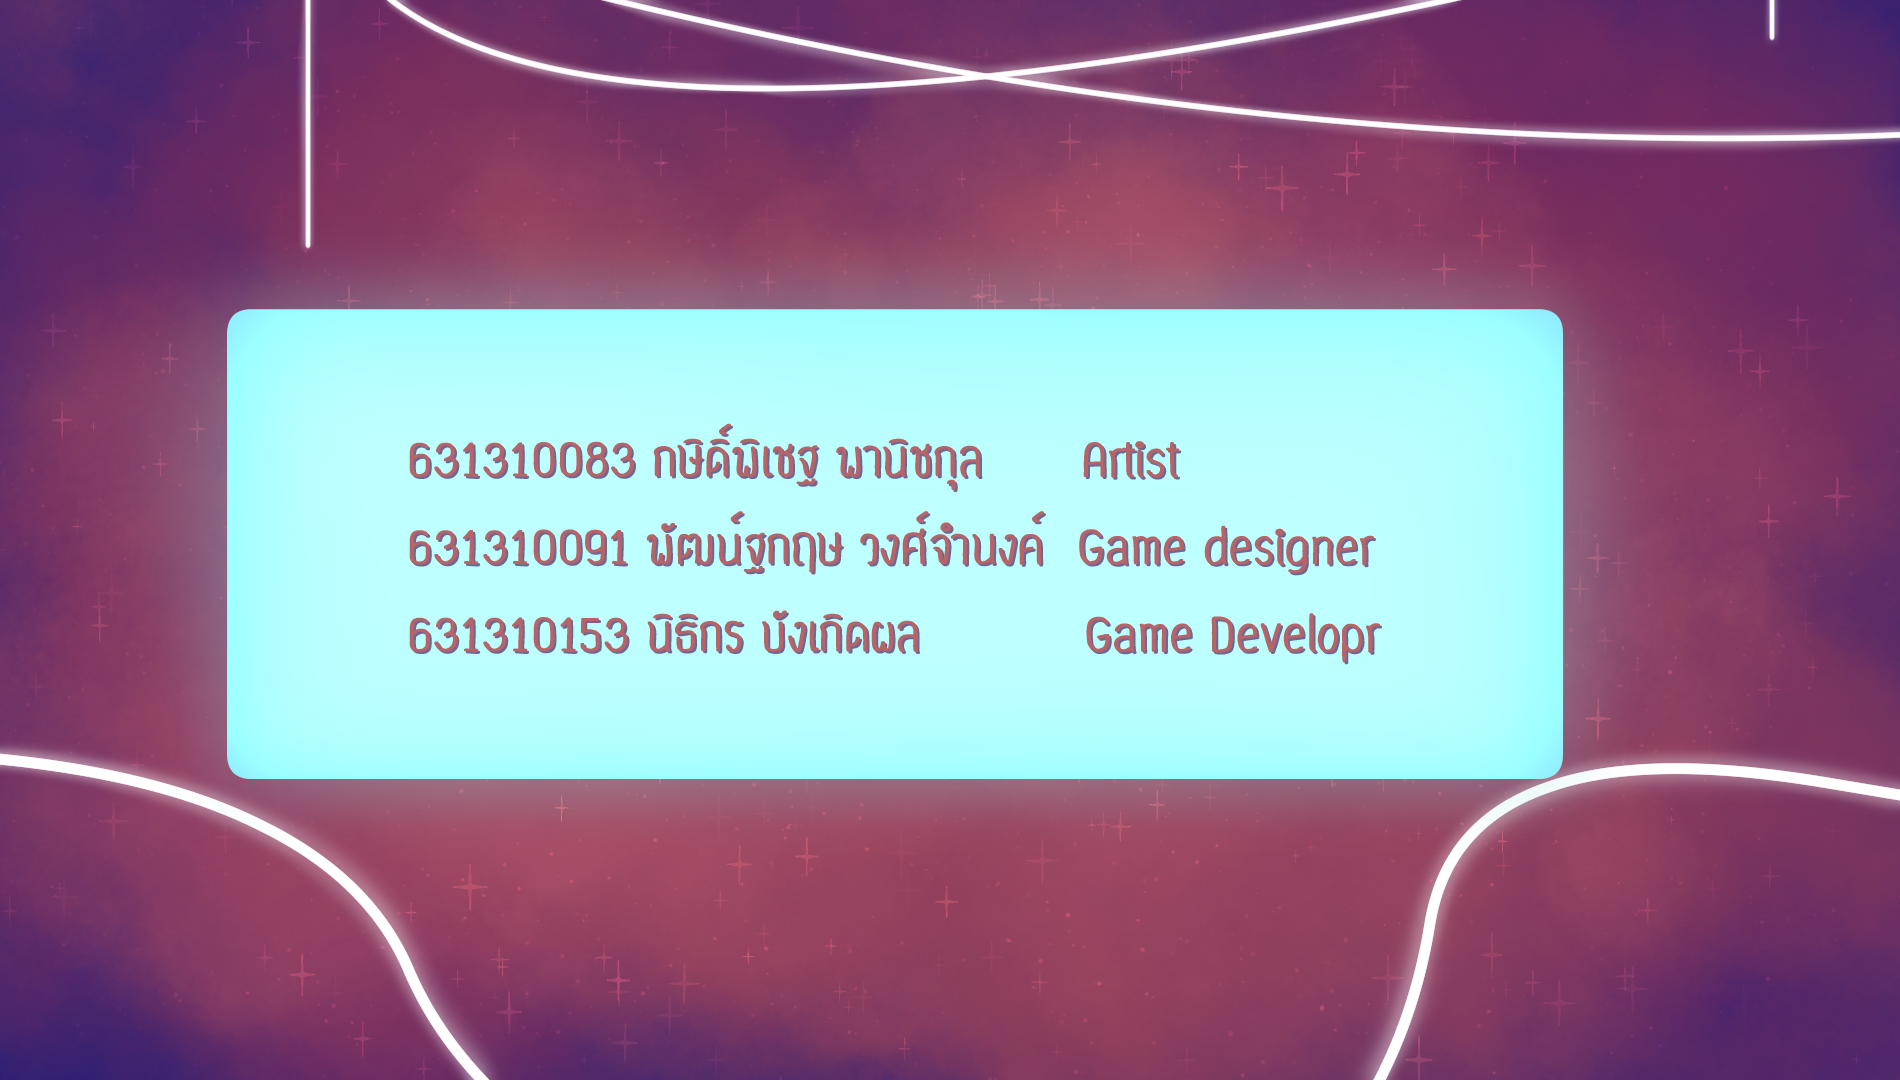 631310083 กษิดิ์พิเชฐ พานิชกุล Artist
631310091 พัฒน์ฐกฤษ วงศ์จำนงค์ Game designer
631310153 นิธิกร บังเกิดผล Game Developr